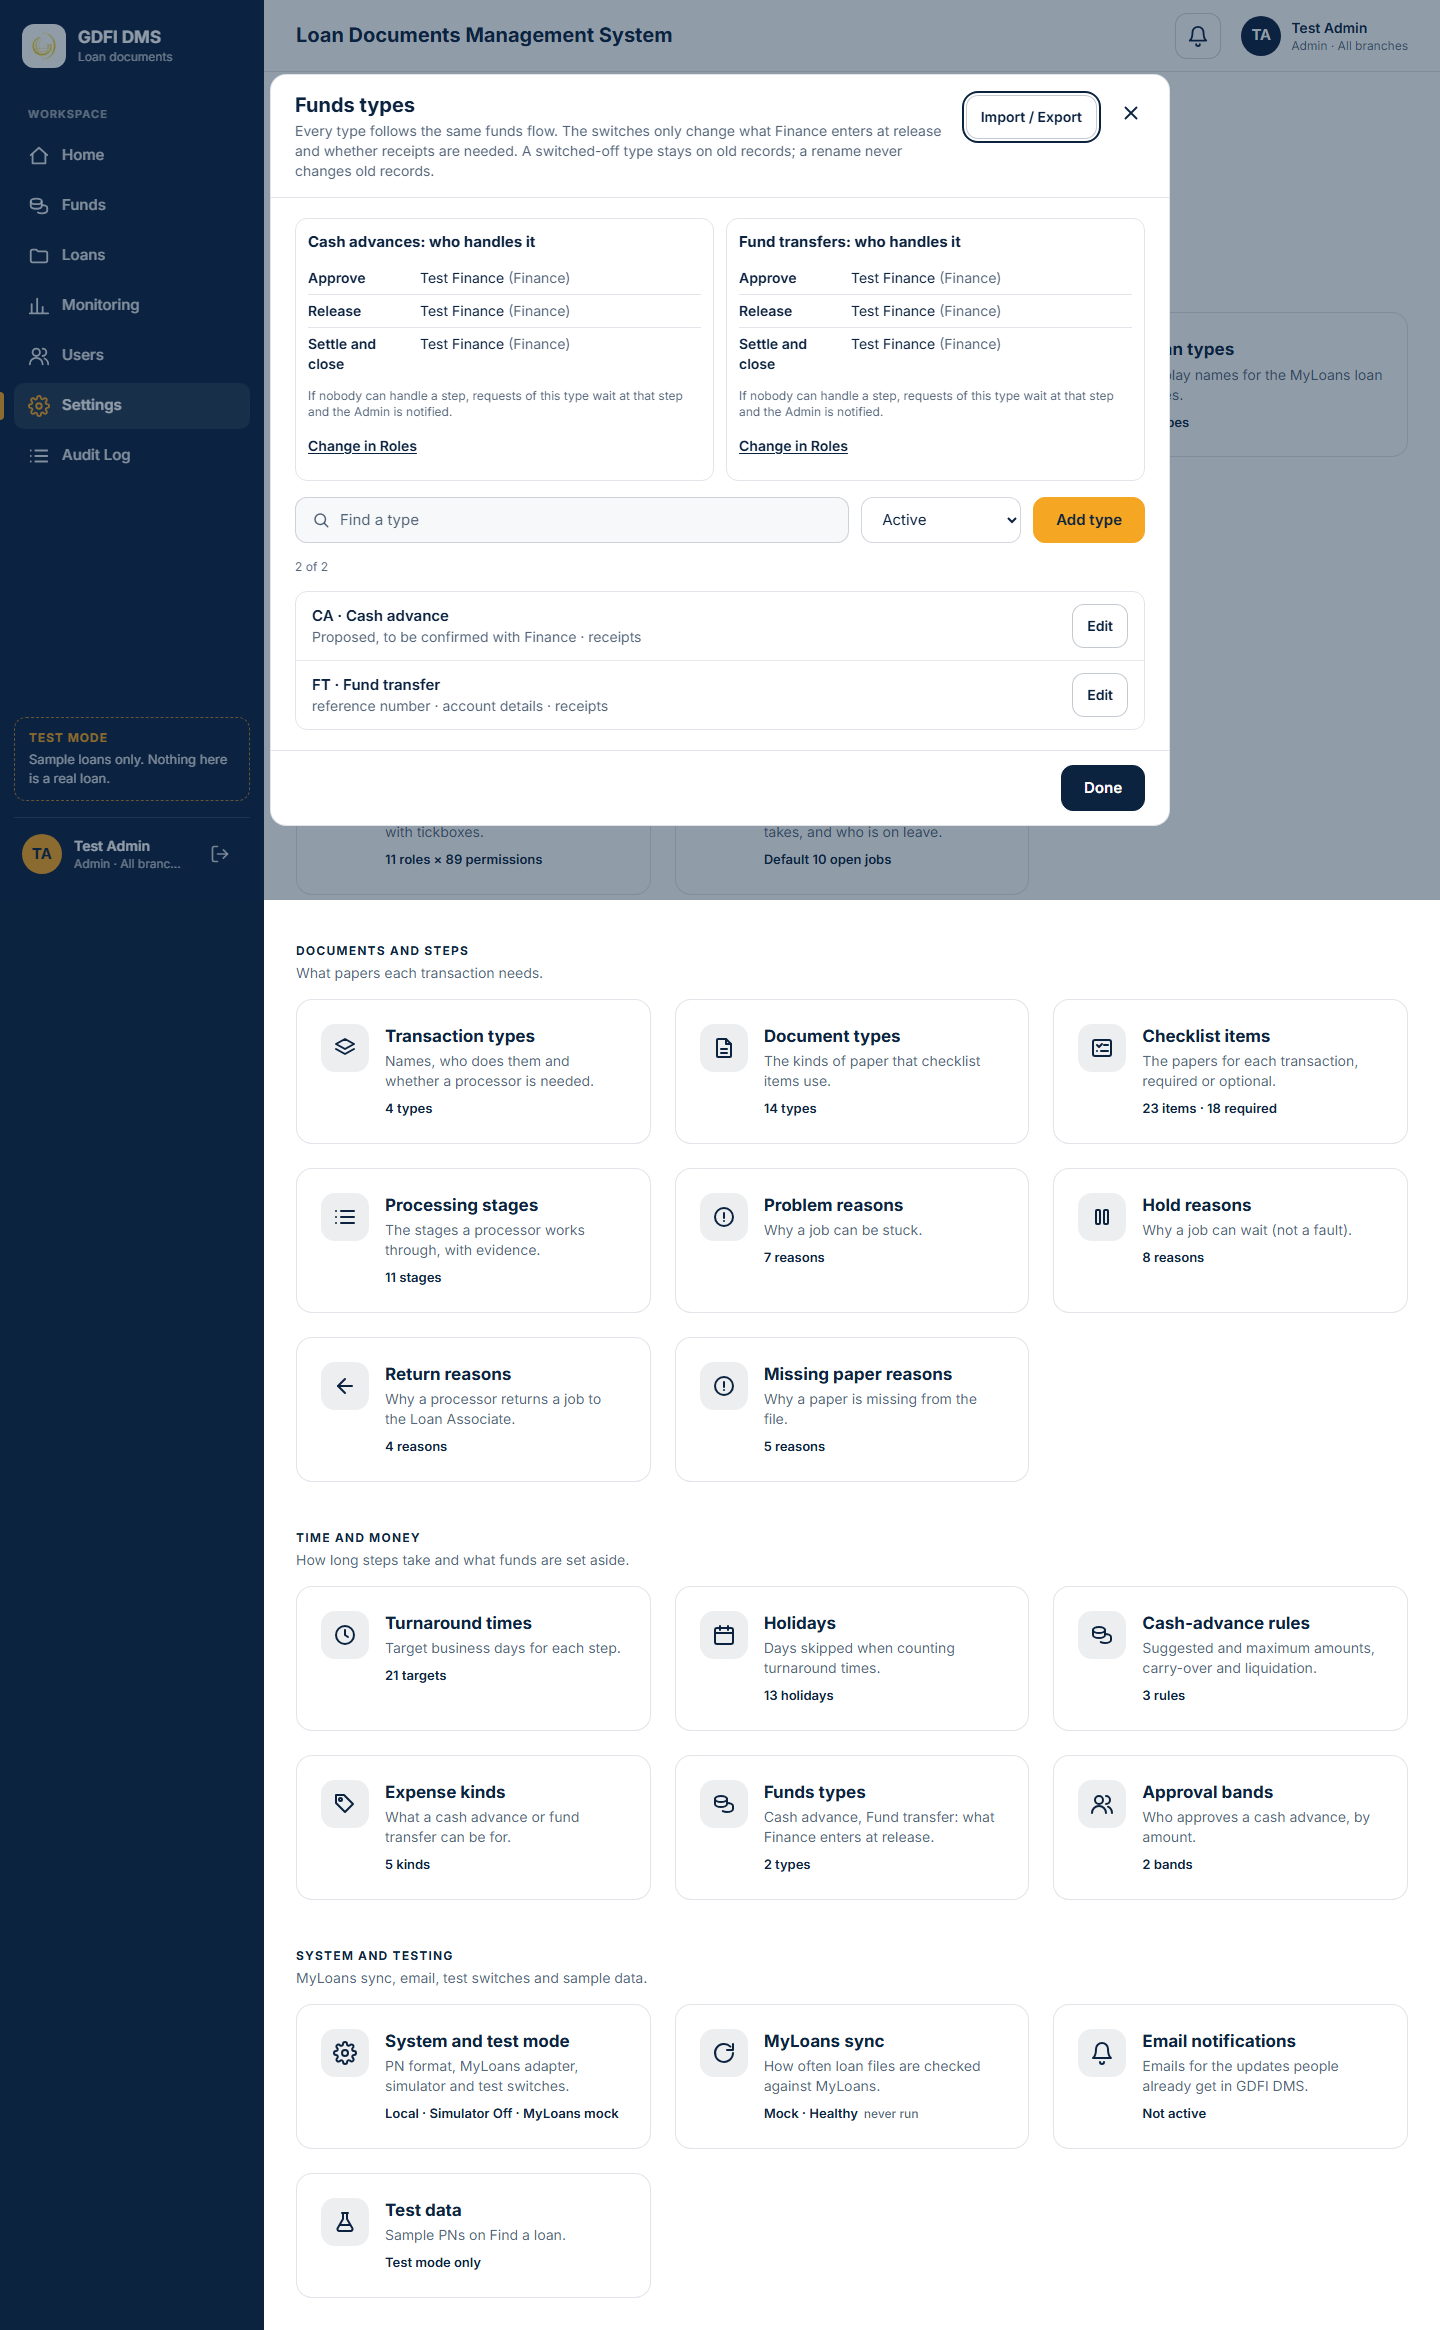 GDFI DMS
Loan documents
WORKSPACE
Home
Funds
Loans
Monitoring
Users
Settings
Audit Log
TEST MODE
Sample loans only. Nothing here
is a real loan.
TA
Test Admin
Admin · All branc...
Loan Documents Management System
TA
Test Admin
Admin · All branches
Funds types
Every type follows the same funds flow. The switches only change what Finance enters at release
and whether receipts are needed. A switched-off type stays on old records; a rename never
changes old records.
Import / Export
Cash advances: who handles it
Approve Test Finance (Finance)
Release Test Finance (Finance)
Settle and
close
Test Finance (Finance)
If nobody can handle a step, requests of this type wait at that step
and the Admin is notified.
Change in Roles
Fund transfers: who handles it
Approve Test Finance (Finance)
Release Test Finance (Finance)
Settle and
close
Test Finance (Finance)
If nobody can handle a step, requests of this type wait at that step
and the Admin is notified.
Change in Roles
Find a type
Active
Add type
2 of 2
CA · Cash advance
Proposed, to be confirmed with Finance · receipts
Edit
FT · Fund transfer
reference number · account details · receipts
Edit
Done
types
names for the MyLoans loan
with tickboxes.
11 roles × 89 permissions
takes, and who is on leave.
Default 10 open jobs
DOCUMENTS AND STEPS
What papers each transaction needs.
Transaction types
Names, who does them and
whether a processor is needed.
4 types
Document types
The kinds of paper that checklist
items use.
14 types
Checklist items
The papers for each transaction,
required or optional.
23 items · 18 required
Processing stages
The stages a processor works
through, with evidence.
11 stages
Problem reasons
Why a job can be stuck.
7 reasons
Hold reasons
Why a job can wait (not a fault).
8 reasons
Return reasons
Why a processor returns a job to
the Loan Associate.
4 reasons
Missing paper reasons
Why a paper is missing from the
file.
5 reasons
TIME AND MONEY
How long steps take and what funds are set aside.
Turnaround times
Target business days for each step.
21 targets
Holidays
Days skipped when counting
turnaround times.
13 holidays
Cash-advance rules
Suggested and maximum amounts,
carry-over and liquidation.
3 rules
Expense kinds
What a cash advance or fund
transfer can be for.
5 kinds
Funds types
Cash advance, Fund transfer: what
Finance enters at release.
2 types
Approval bands
Who approves a cash advance, by
amount.
2 bands
SYSTEM AND TESTING
MyLoans sync, email, test switches and sample data.
System and test mode
PN format, MyLoans adapter,
simulator and test switches.
Local · Simulator Off · MyLoans mock
MyLoans sync
How often loan files are checked
against MyLoans.
Mock · Healthy never run
Email notifications
Emails for the updates people
already get in GDFI DMS.
Not active
Test data
Sample PNs on Find a loan.
Test mode only